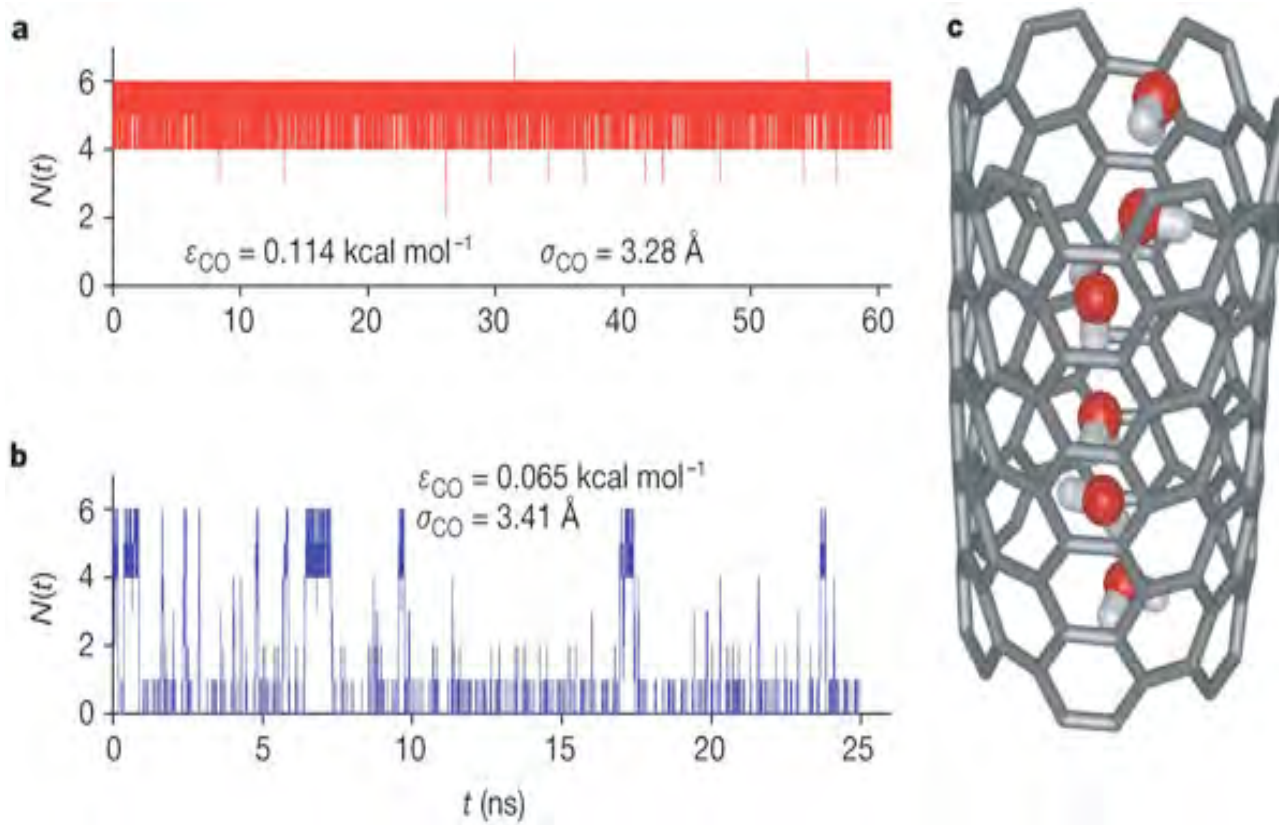 a
c
N(t)
6
4
2
0
ε_CO = 0.114 kcal mol⁻¹ σ_CO = 3.28 Å
0 10 20 30 40 50 60
b
N(t)
6
4
2
0
ε_CO = 0.065 kcal mol⁻¹
σ_CO = 3.41 Å
0 5 10 15 20 25
t (ns)